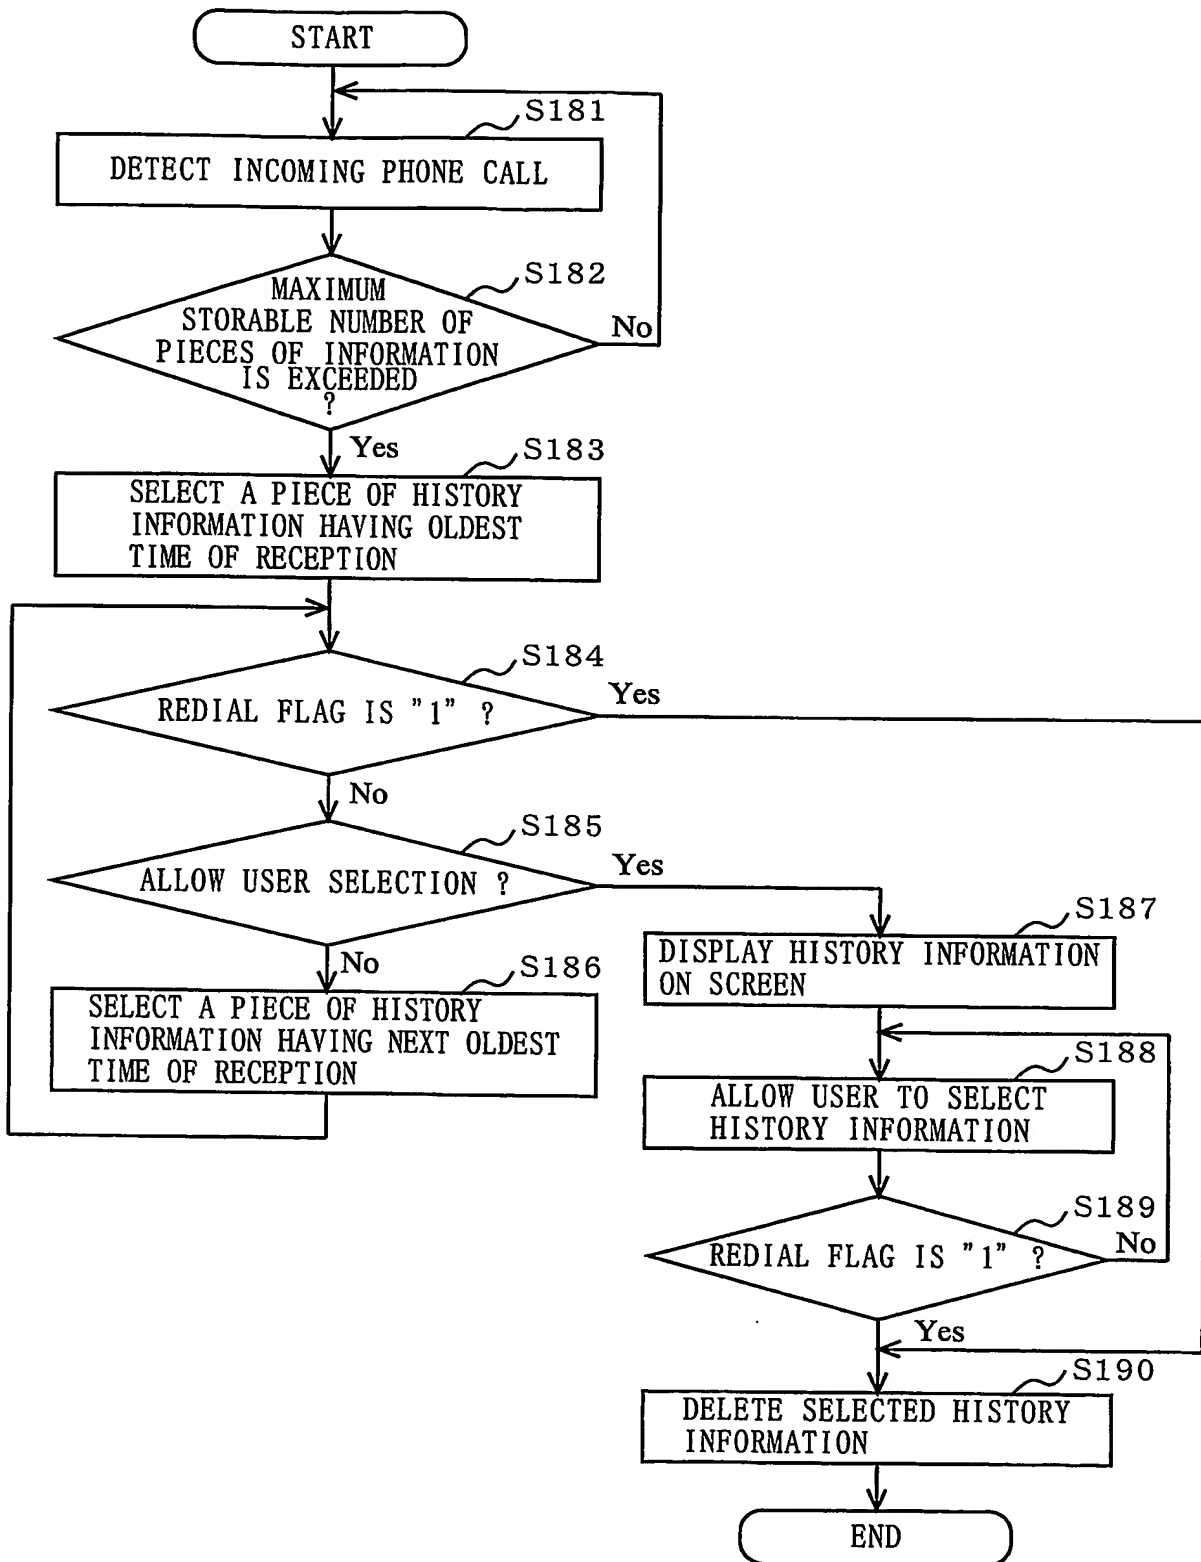 START
S181
DETECT INCOMING PHONE CALL
S182
MAXIMUM
STORABLE NUMBER OF
PIECES OF INFORMATION
IS EXCEEDED
?
No
Yes
S183
SELECT A PIECE OF HISTORY
INFORMATION HAVING OLDEST
TIME OF RECEPTION
S184
REDIAL FLAG IS "1" ?
Yes
No
S185
ALLOW USER SELECTION ?
Yes
No
S186
SELECT A PIECE OF HISTORY
INFORMATION HAVING NEXT OLDEST
TIME OF RECEPTION
S187
DISPLAY HISTORY INFORMATION
ON SCREEN
S188
ALLOW USER TO SELECT
HISTORY INFORMATION
S189
REDIAL FLAG IS "1" ?
No
Yes
S190
DELETE SELECTED HISTORY
INFORMATION
END